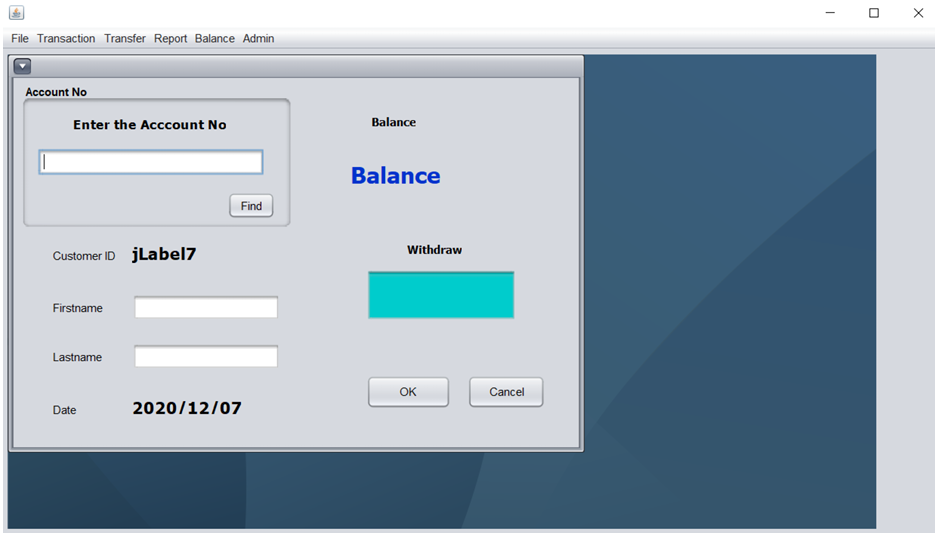 File Transaction Transfer Report Balance Admin
Account No
Enter the Acccount No
Find
Balance
Balance
Customer ID jLabel7
Withdraw
Firstname
Lastname
OK Cancel
Date 2020/12/07